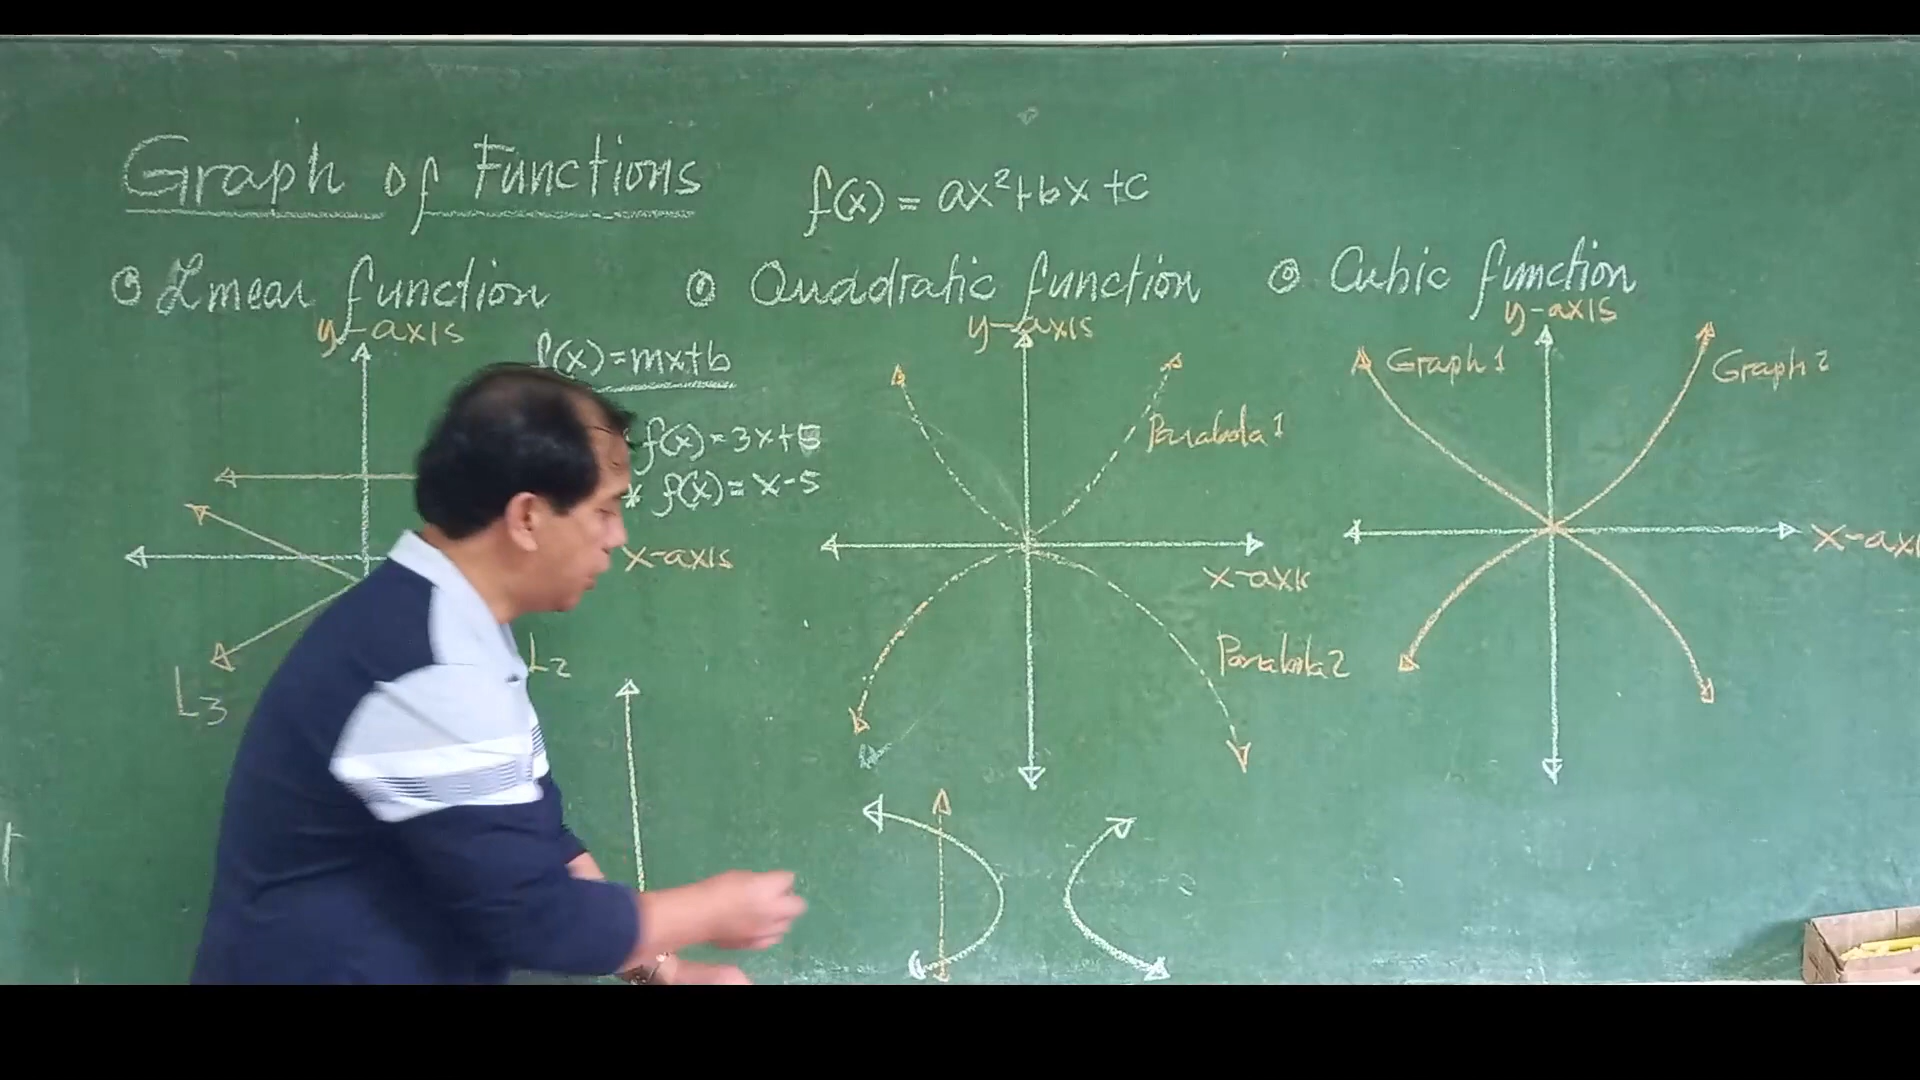 Graph of Functions
f(x) = ax²+bx+c
Linear function
Quadratic function
Cubic function
y-axis
f(x)=mx+b
f(x)=3x+5
* f(x)=x-5
x-axis
L2
L3
y-axis
Parabola 1
x-axis
Parabola 2
y-axis
Graph 1
Graph 2